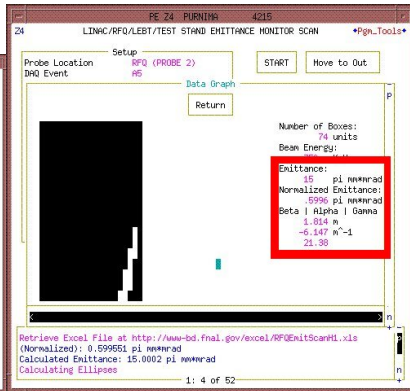 PE Z4 PURNIMA 4215
Z4 LINAC/RFQ/LEBT/TEST STAND EMITTANCE MONITOR SCAN ◆Pgm_Tools◆
Setup
Probe Location RFQ (PROBE 2) START Move to Out
DAQ Event A5
Data Graph
Return
P
Number of Boxes:
74 units
Beam Energy:
Emittance:
15 pi mm*mrad
Normalized Emittance:
.5996 pi mm*mrad
Beta | Alpha | Gamma
1.814 m
-6.147 m^-1
21.38
< > n
Retrieve Excel File at http://www-bd.fnal.gov/excel/RFQEmitScanH1.xls
(Normalized): 0.599551 pi mm*mrad
Calculated Emittance: 15.0002 pi mm*mrad
Calculating Ellipses n
1: 4 of 52